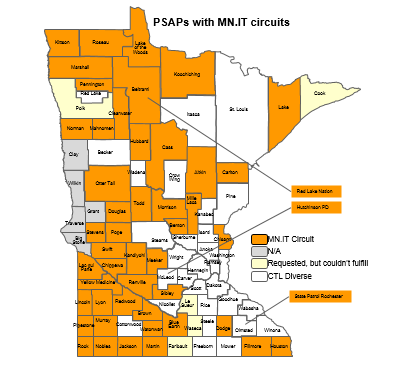 PSAPs with MN.IT circuits
Kittson
Roseau
Lake
of the
Woods
Marshall
Koochiching
Pennington
Red Lake
Polk
Beltrami
Clearwater
Itasca
St. Louis
Lake
Cook
Norman
Mahnomen
Hubbard
Cass
Clay
Becker
Wadena
Crow
Wing
Aitkin
Carlton
Wilkin
Otter Tail
Todd
Morrison
Mille
Lacs
Kanabec
Pine
Red Lake Nation
Hutchinson PD
Traverse
Grant
Douglas
Benton
Big
Stone
Stevens
Pope
Stearns
Sherburne
Isanti
Chisago
Swift
Kandiyohi
Meeker
Wright
Anoka
Washington
Ramsey
Hennepin
Lac qui
Parle
Chippewa
McLeod
Carver
Scott
Dakota
Yellow Medicine
Renville
Sibley
Lincoln
Lyon
Redwood
Nicollet
Le
Sueur
Rice
Goodhue
Wabasha
Brown
Pipestone
Murray
Cottonwood
Watonwan
Blue
Earth
Waseca
Steele
Dodge
Olmsted
Winona
Rock
Nobles
Jackson
Martin
Faribault
Freeborn
Mower
Fillmore
Houston
MN.IT Circuit
N/A
Requested, but couldn't fulfill
CTL Diverse
State Patrol Rochester